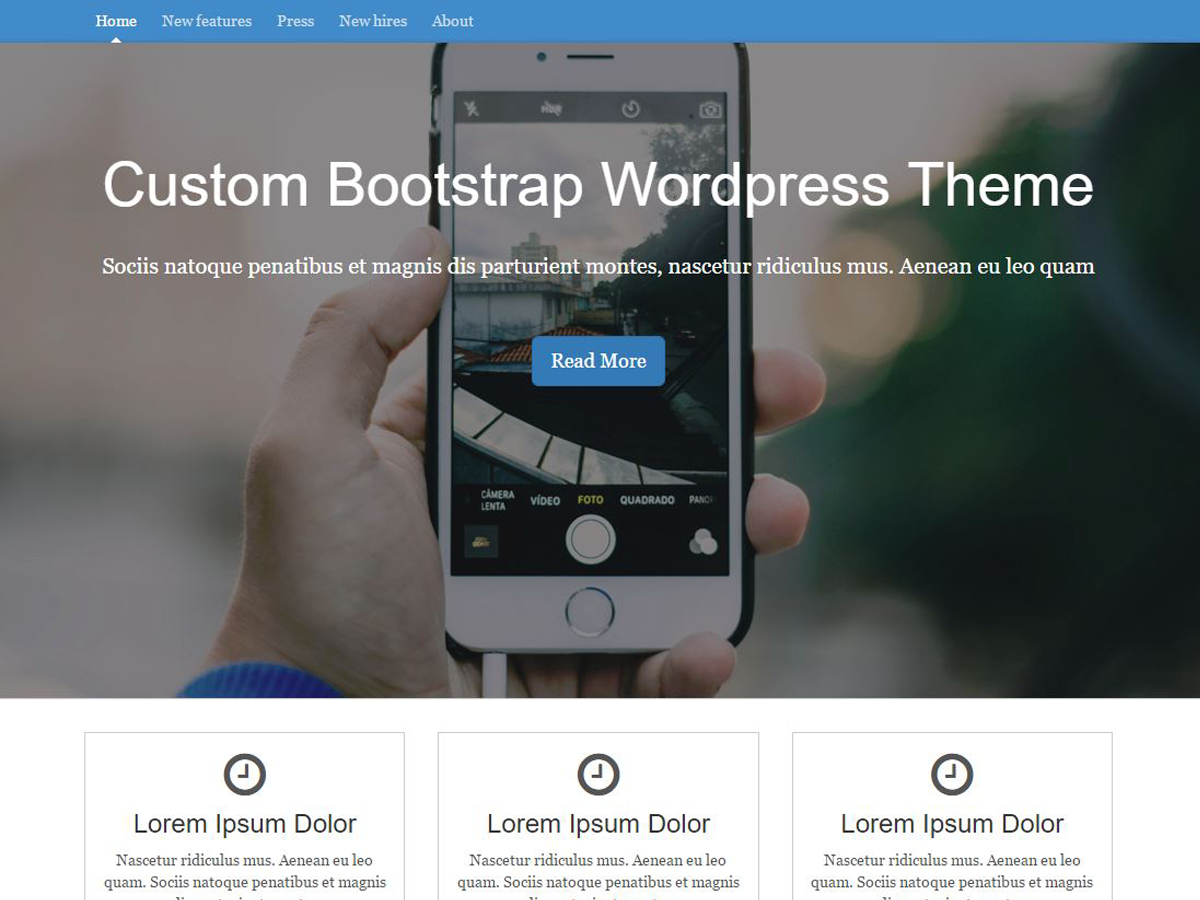 Home New features Press New hires About
Custom Bootstrap Wordpress Theme
Sociis natoque penatibus et magnis dis parturient montes, nascetur ridiculus mus. Aenean eu leo quam
Read More
CÂMERA LENTA VÍDEO FOTO QUADRADO
Lorem Ipsum Dolor
Nascetur ridiculus mus. Aenean eu leo
quam. Sociis natoque penatibus et magnis
Lorem Ipsum Dolor
Nascetur ridiculus mus. Aenean eu leo
quam. Sociis natoque penatibus et magnis
Lorem Ipsum Dolor
Nascetur ridiculus mus. Aenean eu leo
quam. Sociis natoque penatibus et magnis